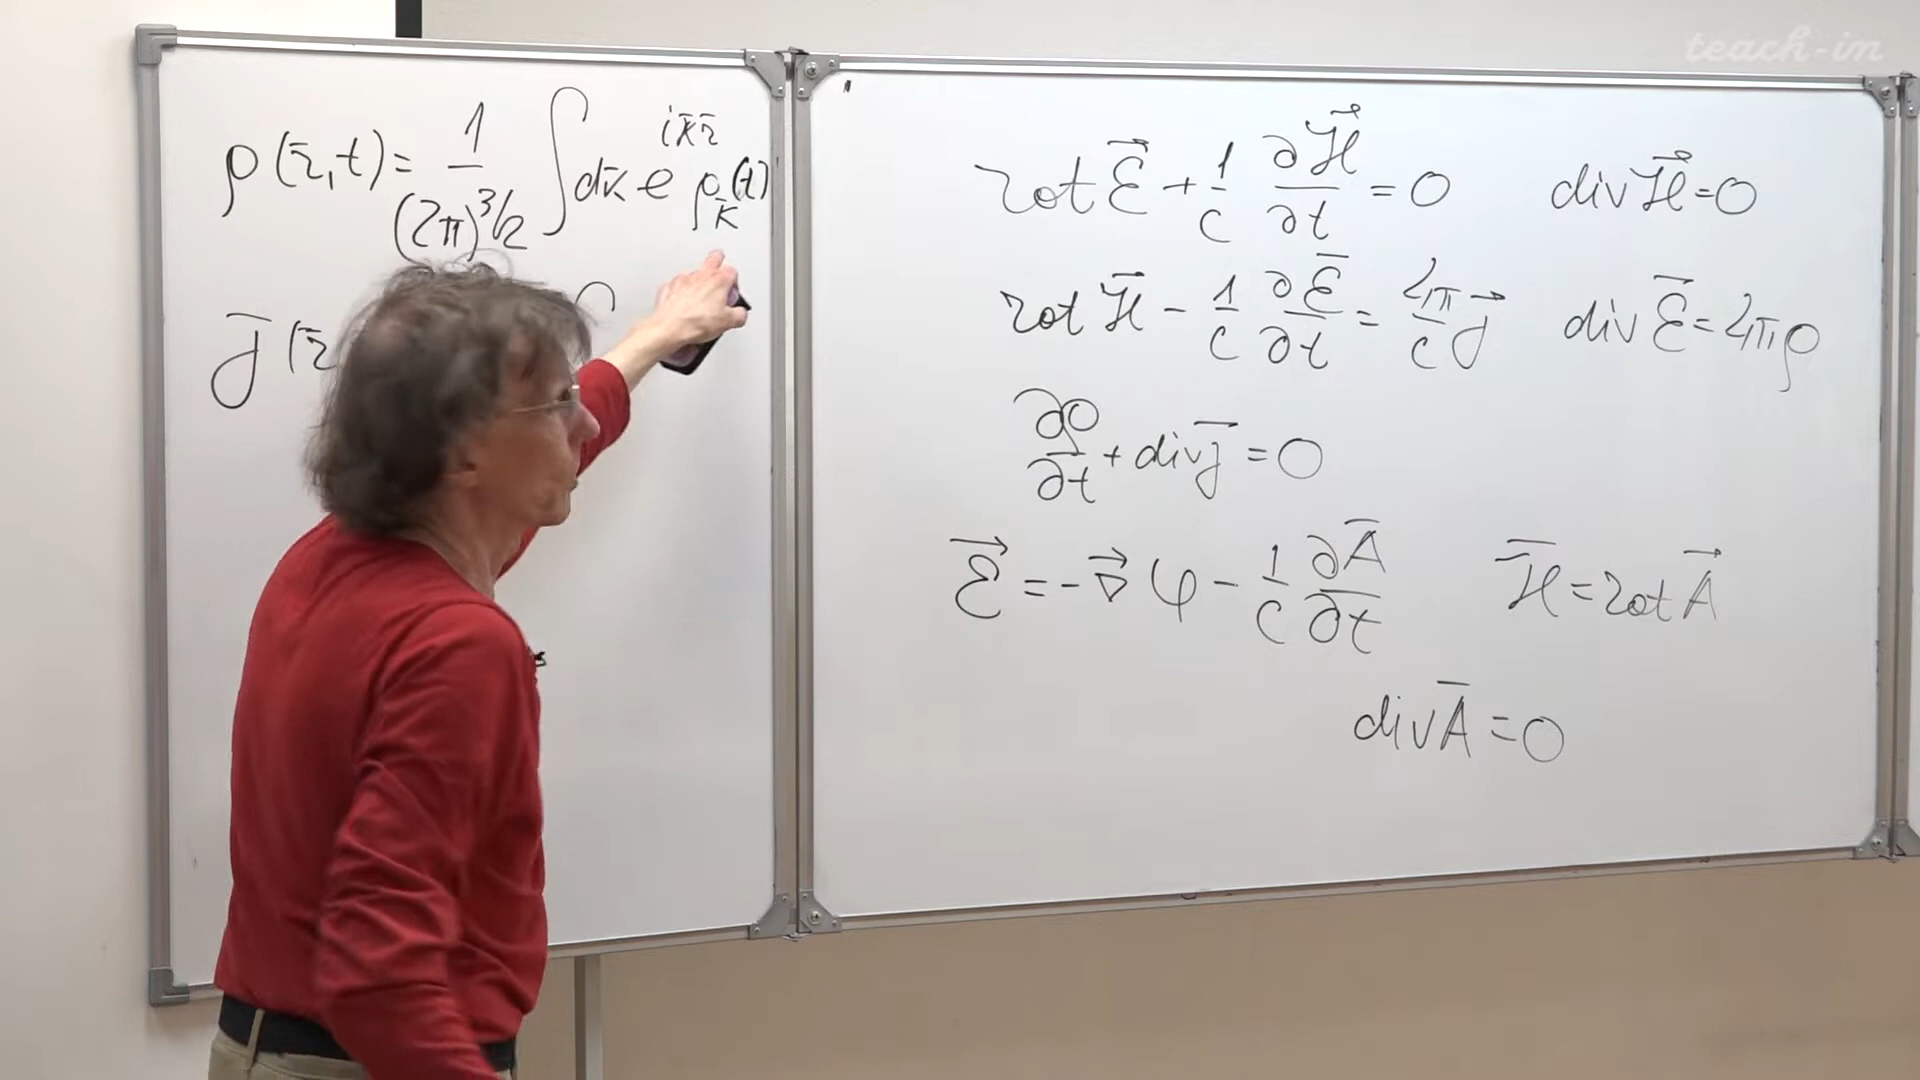 teach-in
ρ(r̄,t)= 1/(2π)^3/2 ∫dk̄ e^ik̄r̄ ρ_k̄(t)
j̄(r̄
rot ℰ⃗ + 1/c ∂ℋ⃗/∂t = 0 div ℋ⃗ = 0
rot ℋ⃗ - 1/c ∂ℰ̄/∂t = 4π/c j⃗ div ℰ̄ = 4πρ
∂ρ/∂t + div j̄ = 0
ℰ⃗ = -∇⃗φ - 1/c ∂Ā/∂t ℋ̄ = rot A⃗
div Ā = 0